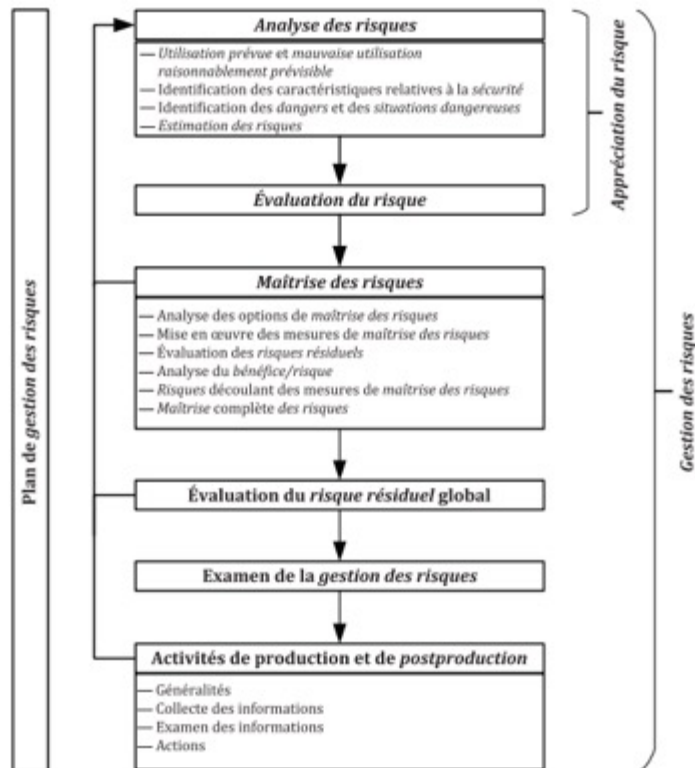 Analyse des risques
— Utilisation prévue et mauvaise utilisation
raisonnablement prévisible
— Identification des caractéristiques relatives à la sécurité
— Identification des dangers et des situations dangereuses
— Estimation des risques
Évaluation du risque
Maîtrise des risques
— Analyse des options de maîtrise des risques
— Mise en œuvre des mesures de maîtrise des risques
— Évaluation des risques résiduels
— Analyse du bénéfice/risque
— Risques découlant des mesures de maîtrise des risques
— Maîtrise complète des risques
Évaluation du risque résiduel global
Examen de la gestion des risques
Activités de production et de postproduction
— Généralités
— Collecte des informations
— Examen des informations
— Actions
Plan de gestion des risques
Appréciation du risque
Gestion des risques